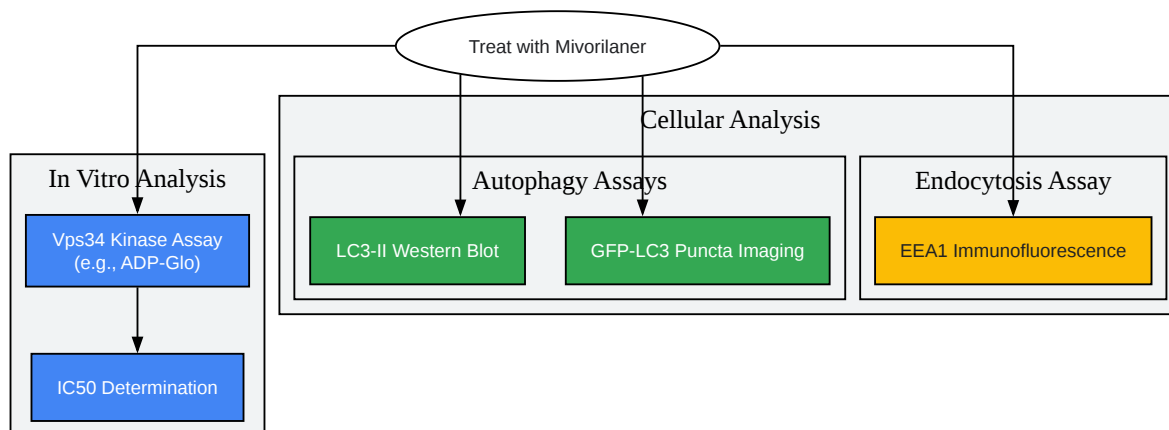 Treat with Mivorilaner
Cellular Analysis
In Vitro Analysis
Autophagy Assays
Endocytosis Assay
Vps34 Kinase Assay
(e.g., ADP-Glo)
LC3-II Western Blot
GFP-LC3 Puncta Imaging
EEA1 Immunofluorescence
IC50 Determination